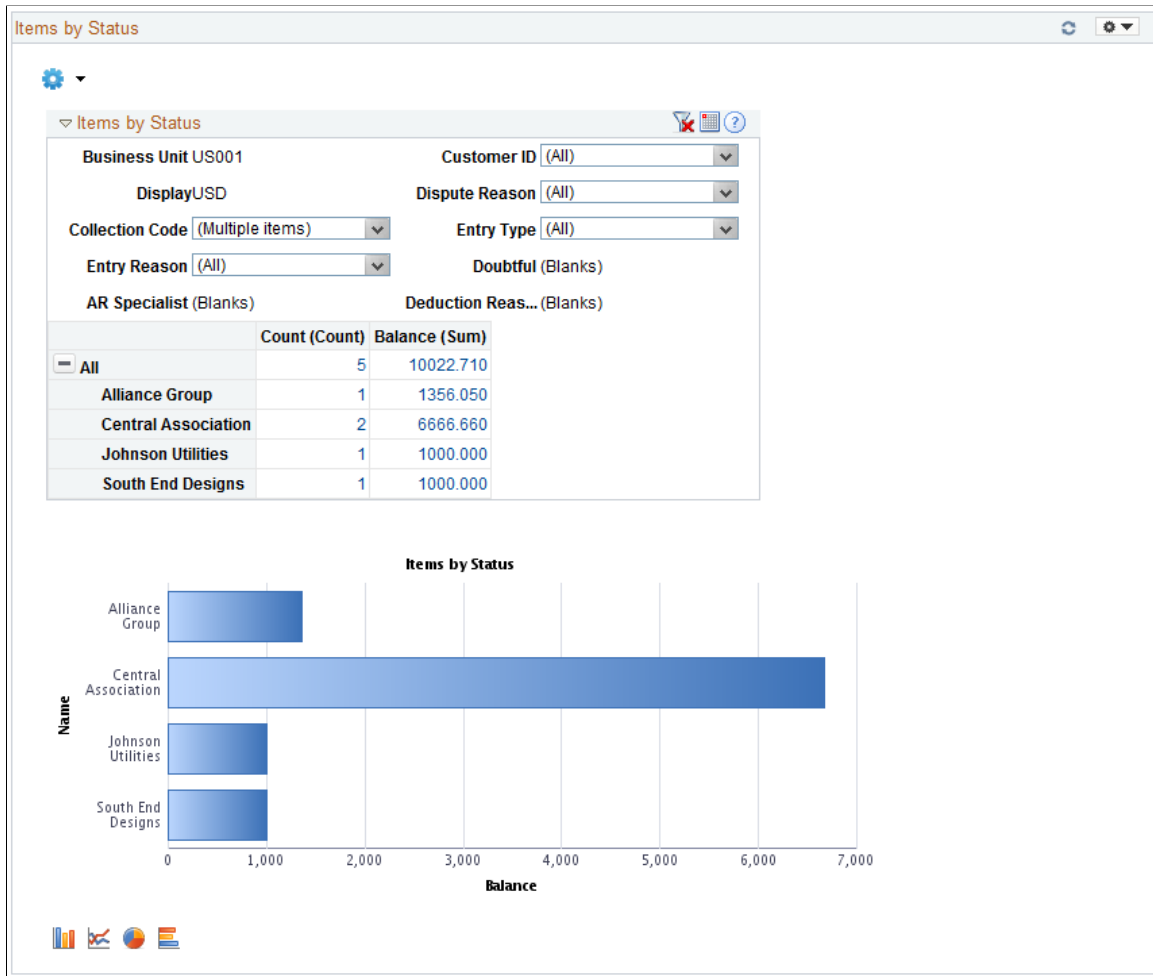 Items by Status
Items by Status
Business Unit US001
Customer ID (All)
Display USD
Dispute Reason (All)
Collection Code (Multiple items)
Entry Type (All)
Entry Reason (All)
Doubtful (Blanks)
AR Specialist (Blanks)
Deduction Reas... (Blanks)
Count (Count) Balance (Sum)
All 5 10022.710
Alliance Group 1 1356.050
Central Association 2 6666.660
Johnson Utilities 1 1000.000
South End Designs 1 1000.000
Items by Status
Alliance
Group
Central
Association
Johnson
Utilities
South End
Designs
Name
0 1,000 2,000 3,000 4,000 5,000 6,000 7,000
Balance